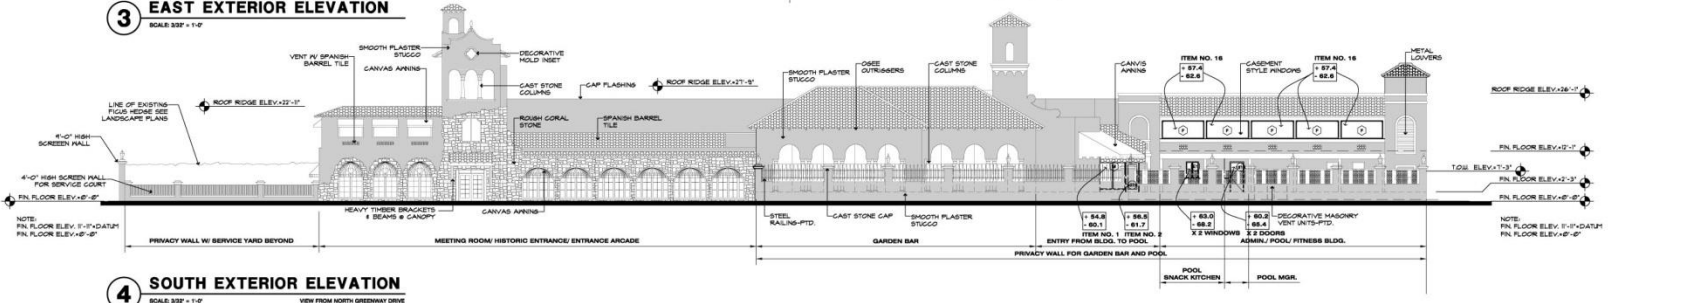 3 EAST EXTERIOR ELEVATION
SCALE: 3/32" = 1'-0"
VENT W/ SPANISH
BARREL TILE
SMOOTH PLASTER
STUCCO
CANVAS AWNING
DECORATIVE
MOLD INSET
CAST STONE
COLUMNS
CAP FLASHING
ROOF RIDGE ELEV.+27'-9"
SMOOTH PLASTER
STUCCO
OGEE
OUTRIGGERS
CAST STONE
COLUMNS
CANVIS
AWNING
ITEM NO. 16
+ 57.4
- 62.6
CASEMENT
STYLE WINDOWS
ITEM NO. 16
+ 57.4
- 62.6
METAL
LOUVERS
LINE OF EXISTING
FICUS HEDGE SEE
LANDSCAPE PLANS
ROOF RIDGE ELEV.+22'-11"
ROUGH CORAL
STONE
SPANISH BARREL
TILE
ROOF RIDGE ELEV.+26'-1"
9'-0" HIGH
SCREEEN WALL
P
P
P
P
P
FIN. FLOOR ELEV.+12'-1"
T.O.W. ELEV.+7'-3"
4'-0" HIGH SCREEN WALL
FOR SERVICE COURT
FIN. FLOOR ELEV.+2'-3"
FIN. FLOOR ELEV.+0'-0"
FIN. FLOOR ELEV.+0'-0"
NOTE:
FIN. FLOOR ELEV. 11'-11"=DATUM
FIN. FLOOR ELEV.+0'-0"
HEAVY TIMBER BRACKETS
& BEAMS @ CANOPY
CANVAS AWNING
STEEL
RAILING-PTD.
CAST STONE CAP
SMOOTH PLASTER
STUCCO
+ 54.8
- 60.1
ITEM NO. 1
+ 56.5
- 61.7
ITEM NO. 2
+ 63.0
- 68.2
X 2 WINDOWS
+ 60.2
- 65.4
X 2 DOORS
DECORATIVE MASONRY
VENT UNITS-PTD.
NOTE:
FIN. FLOOR ELEV. 11'-11"=DATUM
FIN. FLOOR ELEV.+0'-0"
PRIVACY WALL W/ SERVICE YARD BEYOND
MEETING ROOM/ HISTORIC ENTRANCE/ ENTRANCE ARCADE
GARDEN BAR
ENTRY FROM BLDG. TO POOL
ADMIN./ POOL/ FITNESS BLDG.
PRIVACY WALL FOR GARDEN BAR AND POOL
POOL
SNACK KITCHEN
POOL MGR.
4 SOUTH EXTERIOR ELEVATION
SCALE: 3/32" = 1'-0"
VIEW FROM NORTH GREENWAY DRIVE